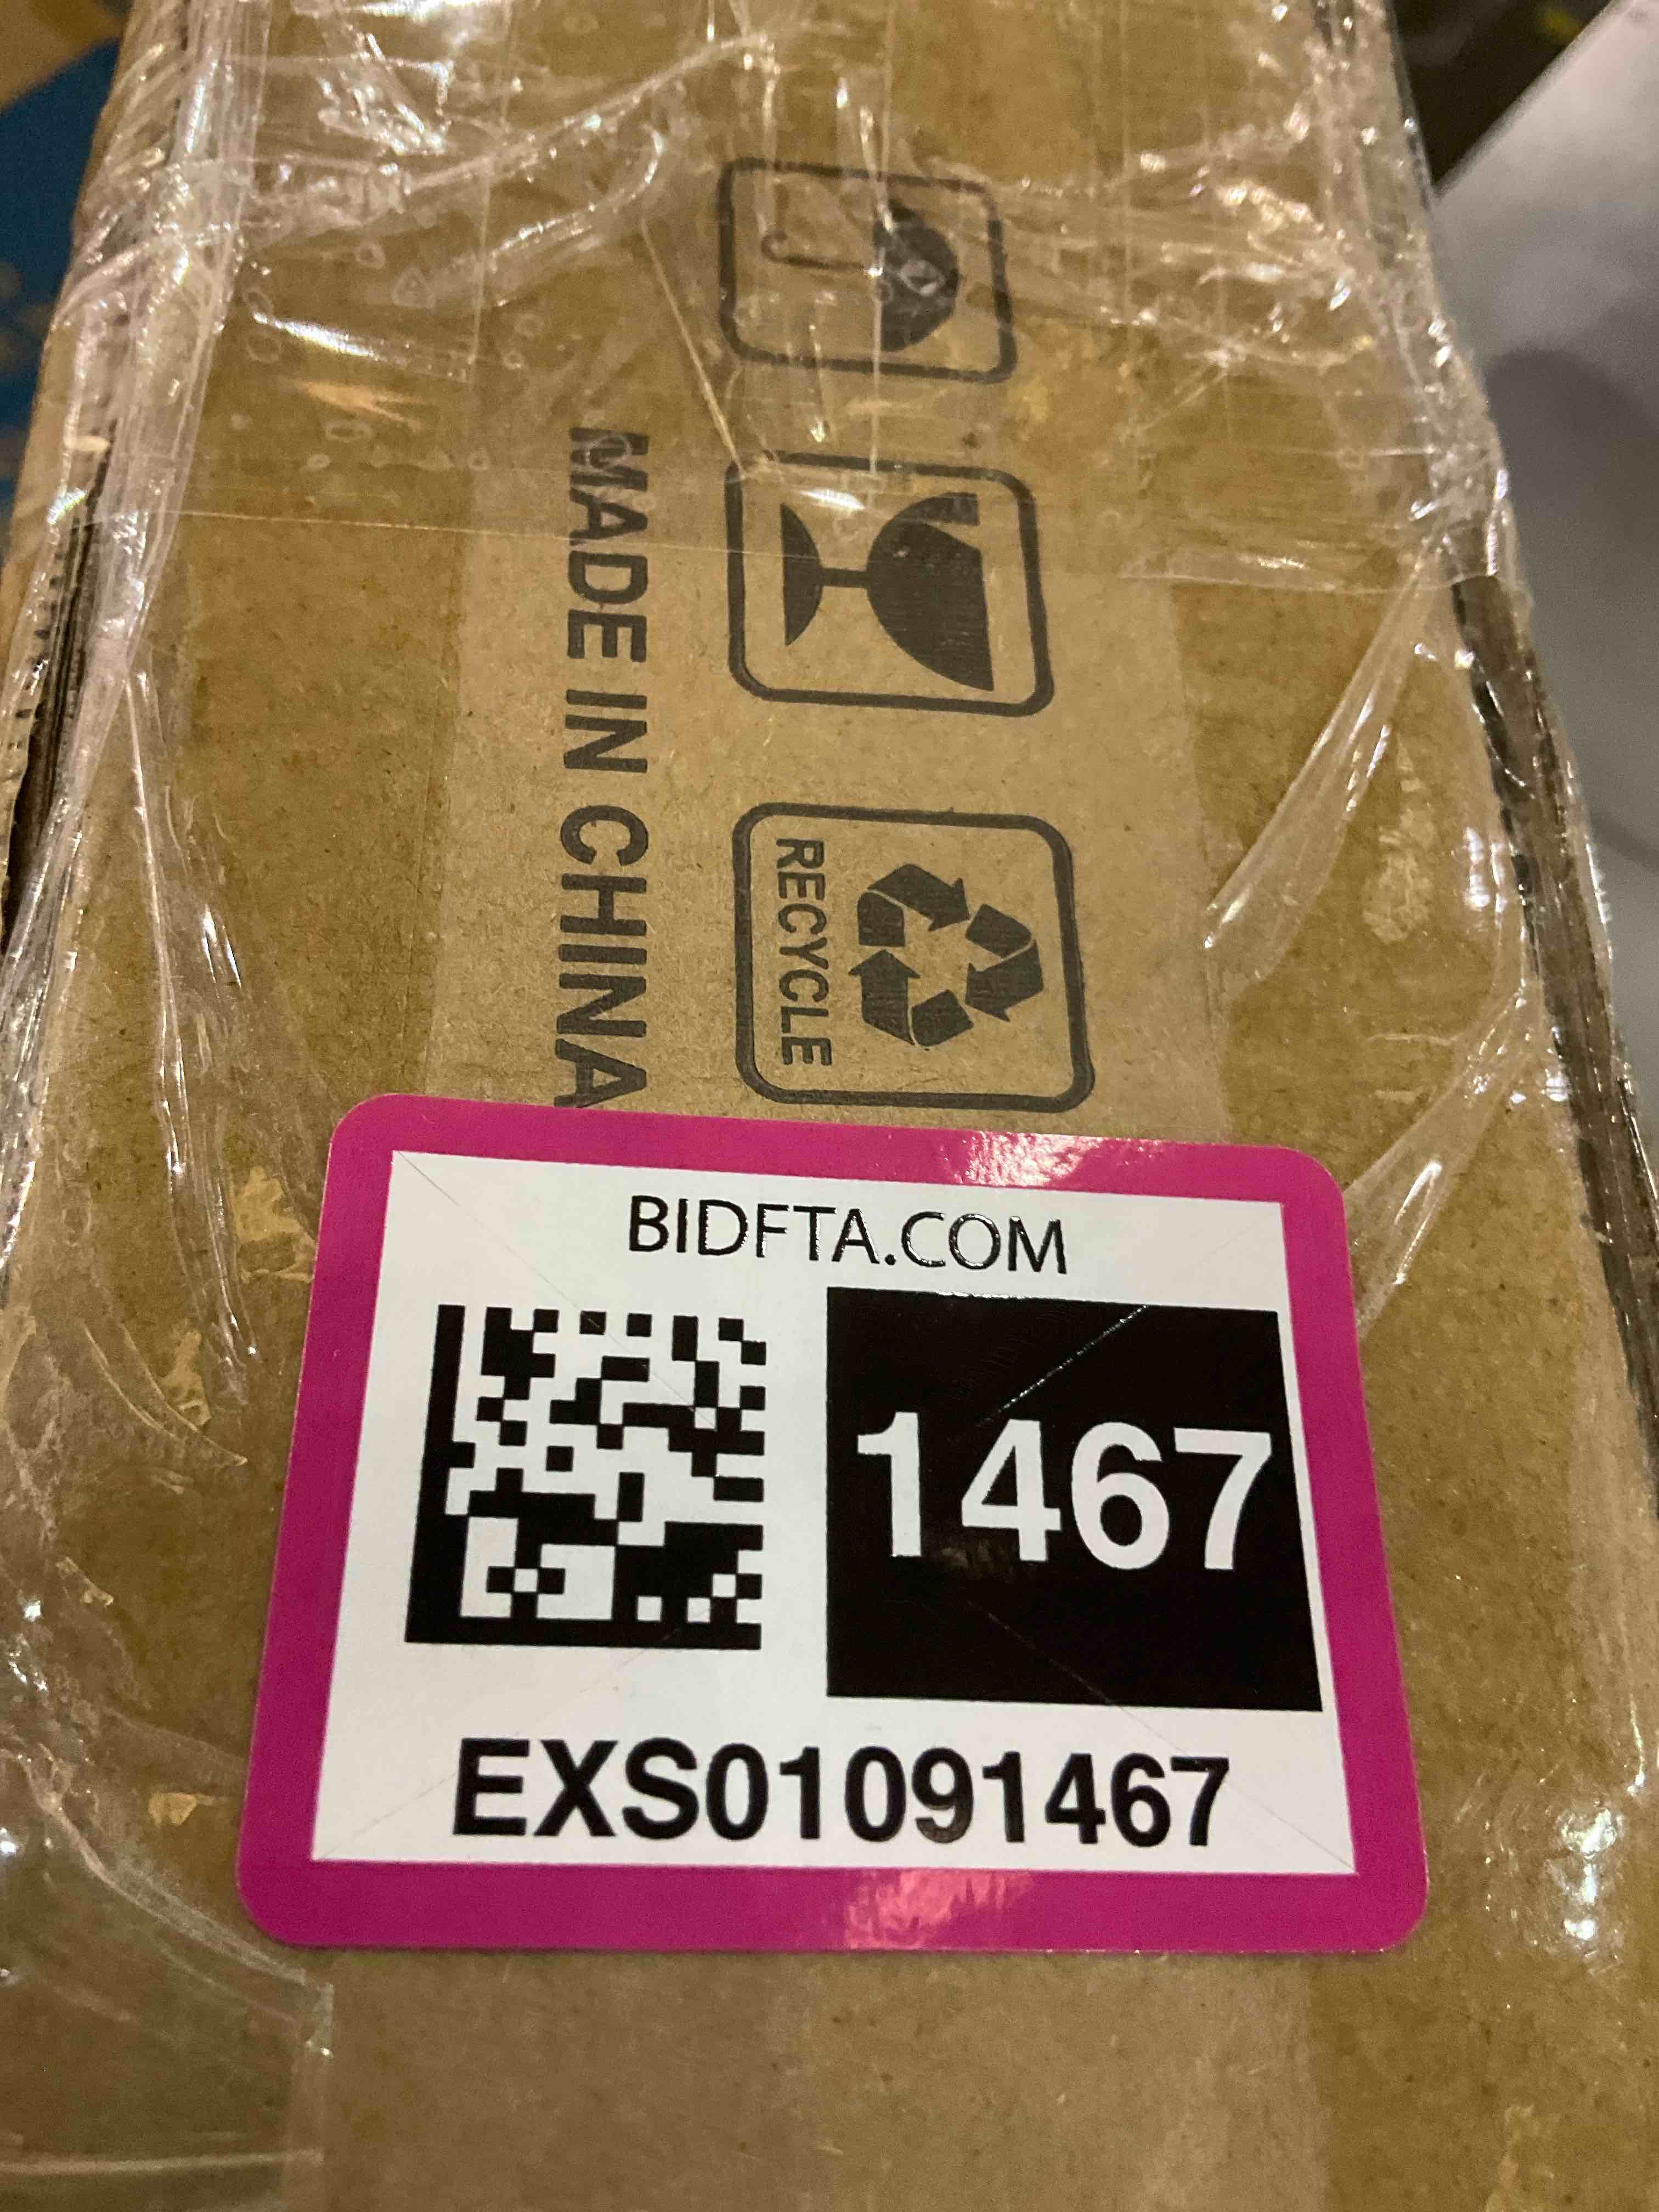 MADE IN CHINA
RECYCLE
BIDFTA.COM
1467
EXS01091467